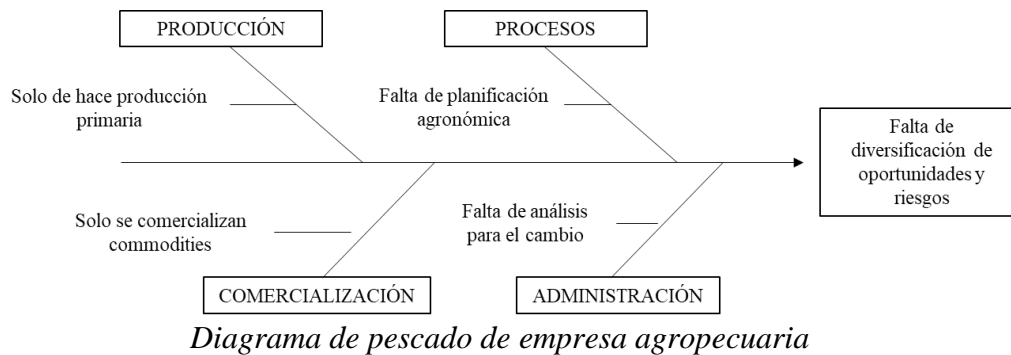 PRODUCCIÓN
PROCESOS
Solo de hace producción
primaria
Falta de planificación
agronómica
Falta de
diversificación de
oportunidades y
riesgos
Solo se comercializan
commodities
Falta de análisis
para el cambio
COMERCIALIZACIÓN
ADMINISTRACIÓN
Diagrama de pescado de empresa agropecuaria